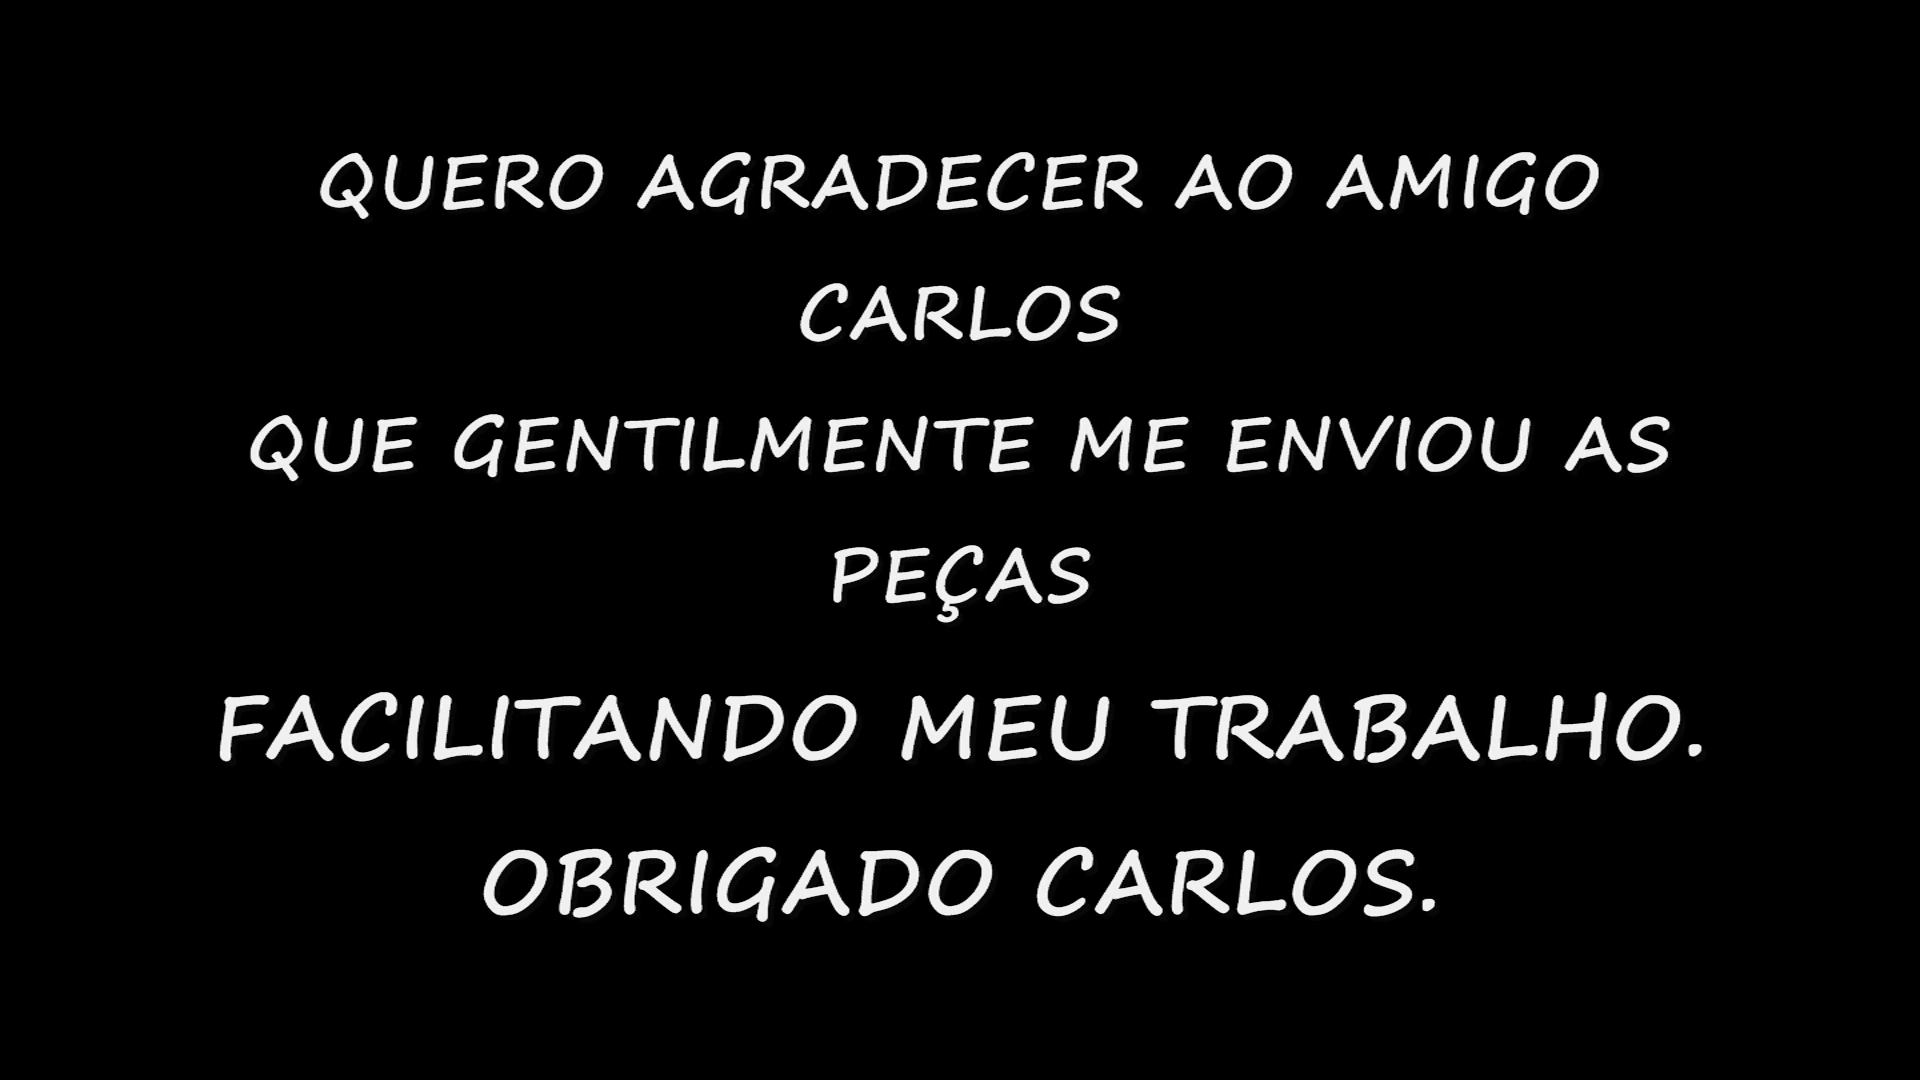 QUERO AGRADECER AO AMIGO
CARLOS
QUE GENTILMENTE ME ENVIOU AS
PEÇAS
FACILITANDO MEU TRABALHO.
OBRIGADO CARLOS.